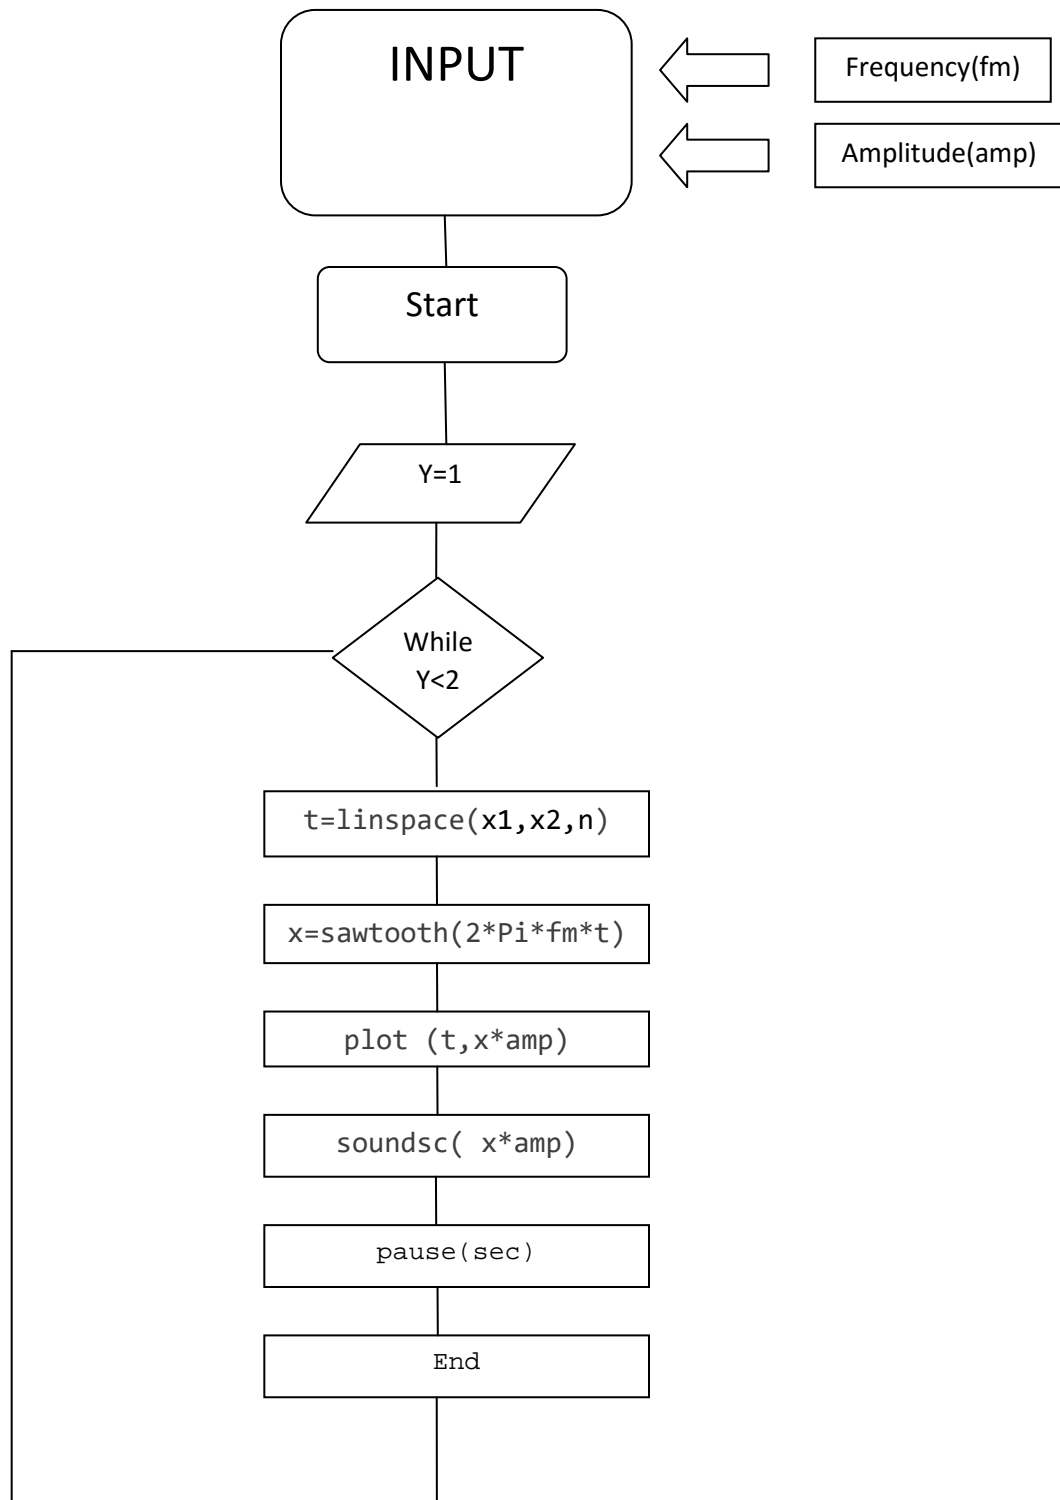 INPUT
Frequency(fm)
Amplitude(amp)
Start
Y=1
While
Y<2
t=linspace(x1,x2,n)
x=sawtooth(2*Pi*fm*t)
plot (t,x*amp)
soundsc( x*amp)
pause(sec)
End